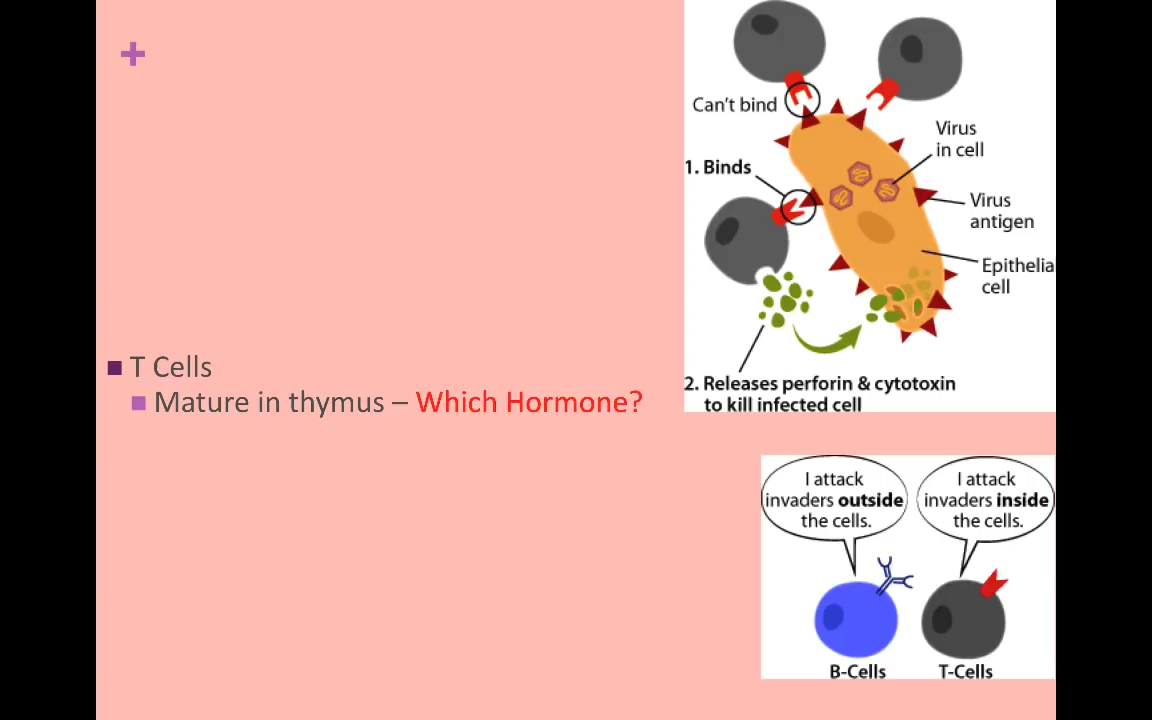 +
T Cells
Mature in thymus – Which Hormone?
Can't bind
Virus
in cell
1. Binds
Virus
antigen
Epithelia
cell
2. Releases perforin & cytotoxin
to kill infected cell
I attack
invaders outside
the cells.
I attack
invaders inside
the cells.
B-Cells
T-Cells